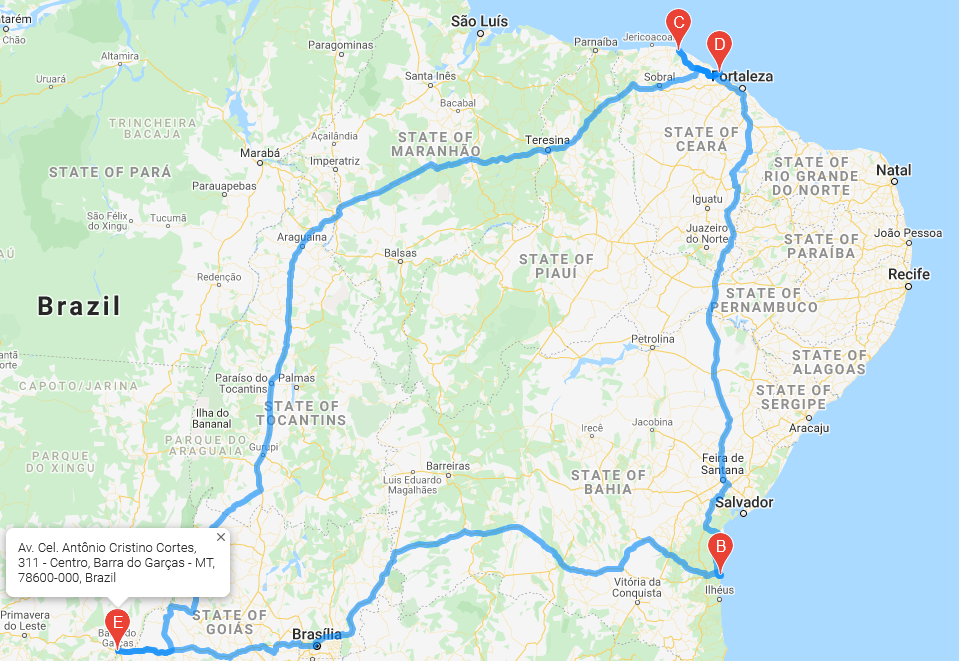 São Luís
C
D
Jericoacoa
tarém
Chão
Paragominas
Parnaíba
Altamira
Santa Inês
Sobral
Fortaleza
Uruará
Bacabal
TRINCHEIRA
BACAJA
Açailândia
STATE OF
MARANHÃO
Teresina
STATE OF
CEARÁ
Marabá
Imperatriz
STATE OF
RIO GRANDE
DO NORTE
STATE OF PARÁ
Natal
Parauapebas
Iguatu
São Félix
do Xingu
Tucumã
Juazeiro
do Norte
João Pessoa
Araguaína
STATE OF
PARAÍBA
AÚ
Balsas
STATE OF
PIAUÍ
Recife
Redenção
Brazil
STATE OF
PERNAMBUCO
Petrolina
antã
orte
STATE OF
ALAGOAS
CAPOTO/JARINA
Paraíso do
Tocantins
Palmas
STATE OF
SERGIPE
Ilha do
Bananal
STATE OF
TOCANTINS
Irecê
Jacobina
Aracaju
PARQUE DO
ARAGUAIA
Gurupi
PARQUE
DO XINGU
Barreiras
Feira de
Santana
Luis Eduardo
Magalhães
STATE OF
BAHIA
Salvador
Av. Cel. Antônio Cristino Cortes,
311 - Centro, Barra do Garças - MT,
78600-000, Brazil
B
Vitória da
Conquista
Ilhéus
Primavera
do Leste
E
STATE OF
GOIÁS
Garças
Brasília